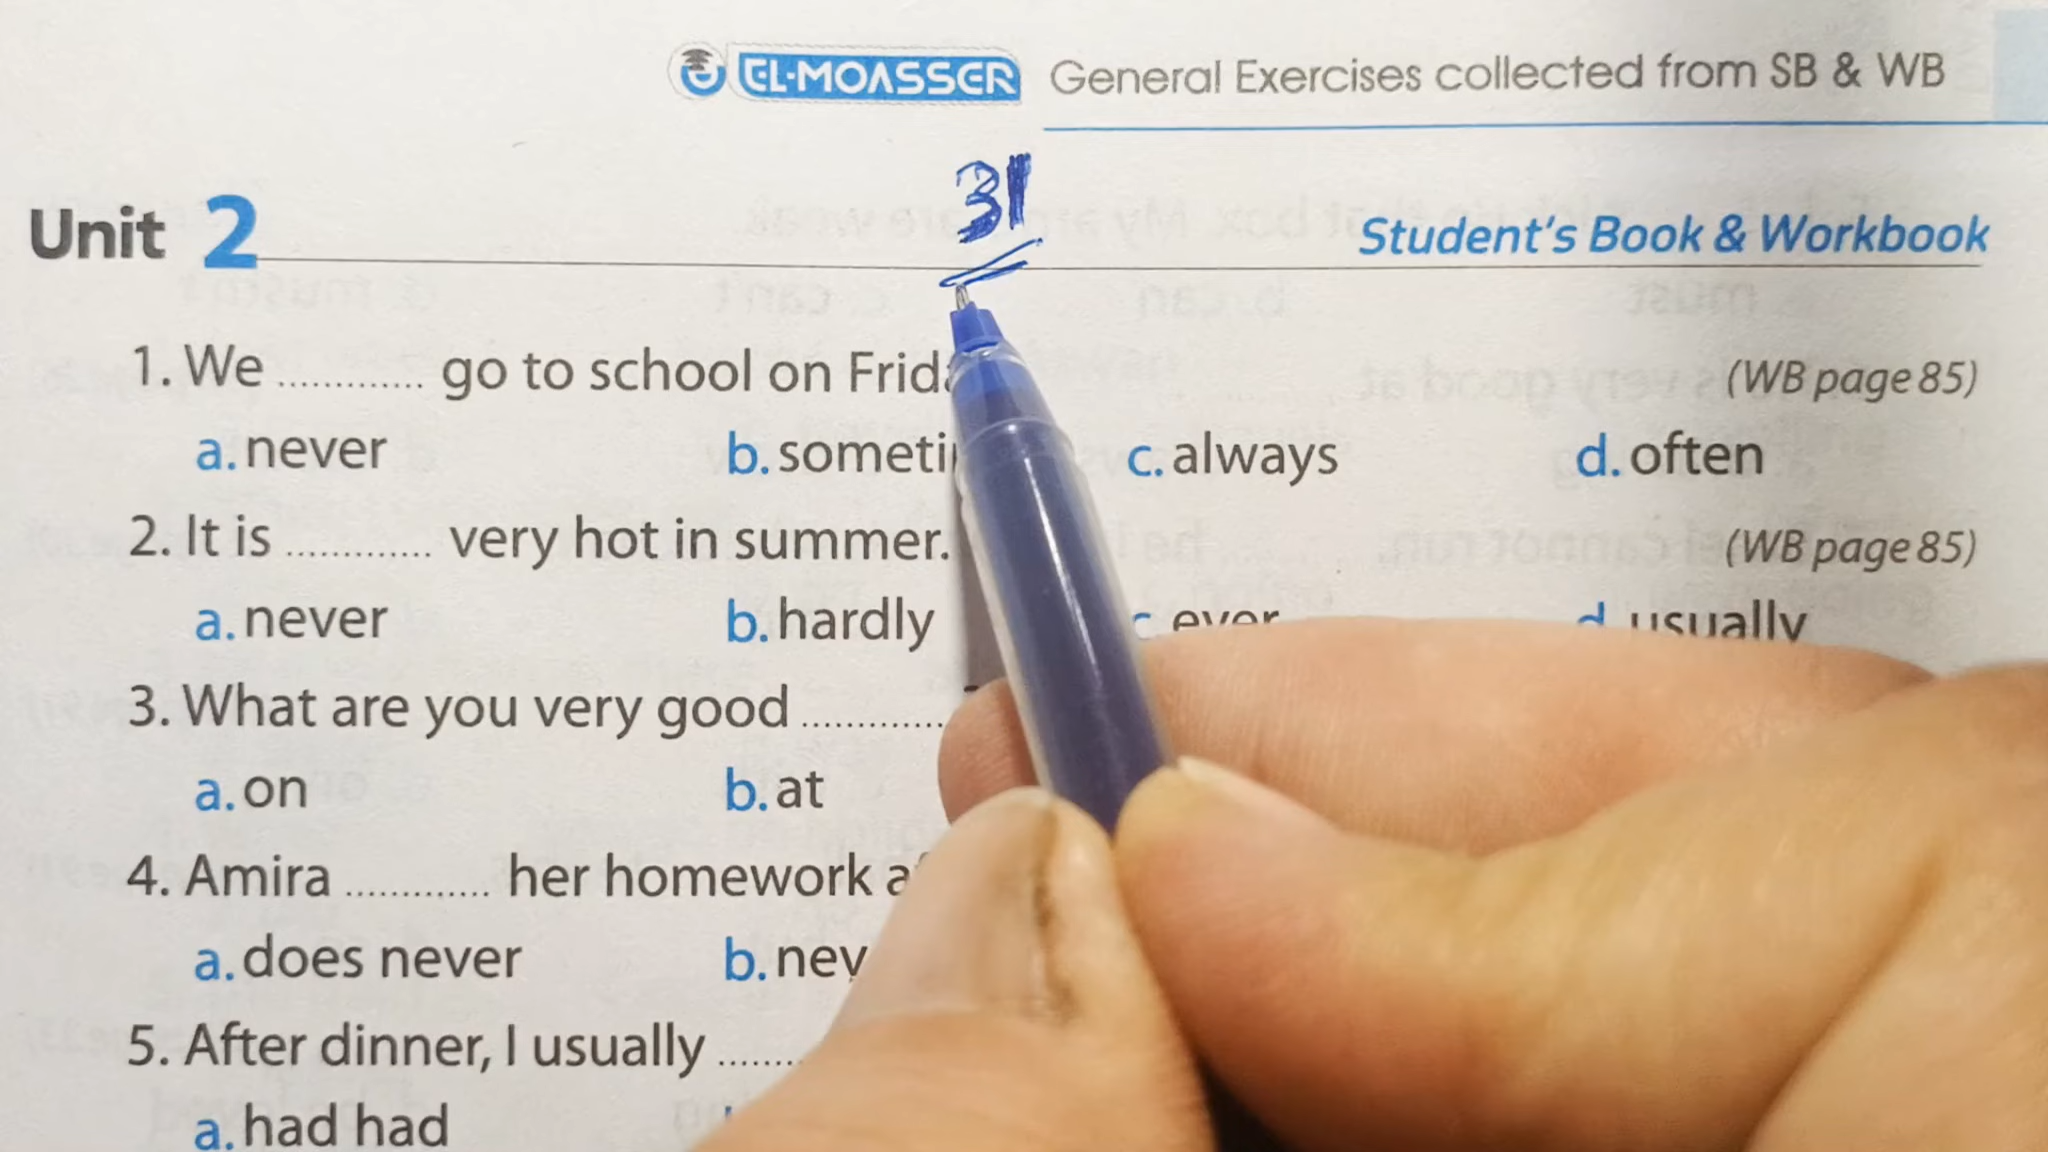 EL-MOASSER General Exercises collected from SB & WB
31
Unit 2 Student's Book & Workbook
1. We ............. go to school on (WB page 85)
a. never b. c. always d. often
2. It is ............. very hot in summer. (WB page 85)
a. never b. hardly c. ever d. usually
3. What are you very good .............
a. on b. at
4. Amira ............. her homework
a. does never b.
5. After dinner, I usually ........
a. had had